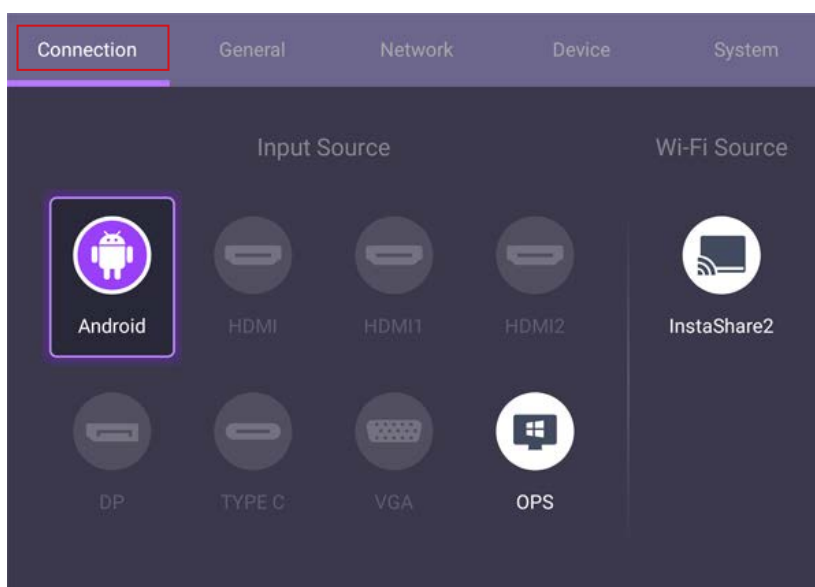 Connection General Network Device System
Input Source Wi-Fi Source
Android HDMI HDMI1 HDMI2 InstaShare2
DP TYPE C VGA OPS